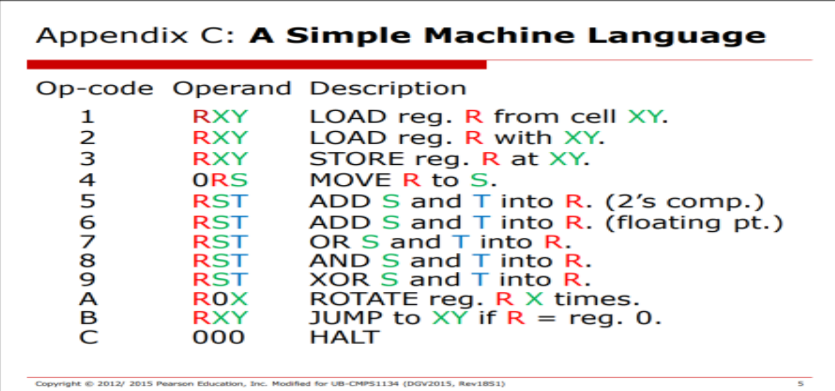 Appendix C: A Simple Machine Language
Op-code Operand Description
1 RXY LOAD reg. R from cell XY.
2 RXY LOAD reg. R with XY.
3 RXY STORE reg. R at XY.
4 0RS MOVE R to S.
5 RST ADD S and T into R. (2's comp.)
6 RST ADD S and T into R. (floating pt.)
7 RST OR S and T into R.
8 RST AND S and T into R.
9 RST XOR S and T into R.
A R0X ROTATE reg. R X times.
B RXY JUMP to XY if R = reg. 0.
C 000 HALT
Copyright © 2012/ 2015 Pearson Education, Inc. Modified for UB-CMPS1134 (DGV2015, Rev18S1) 5